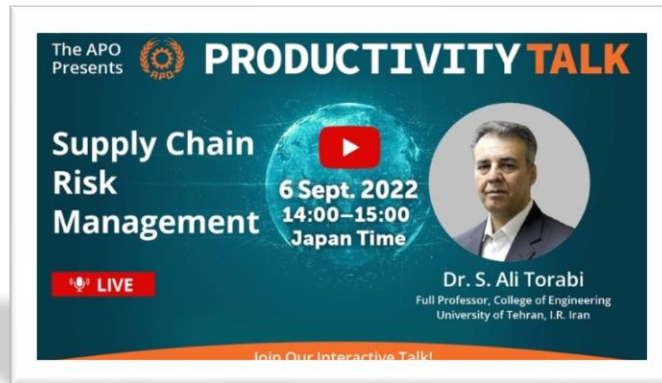 The APO
Presents
APO
PRODUCTIVITY TALK
Supply Chain
Risk
Management
6 Sept. 2022
14:00–15:00
Japan Time
LIVE
Dr. S. Ali Torabi
Full Professor, College of Engineering
University of Tehran, I.R. Iran
Join Our Interactive Talk!